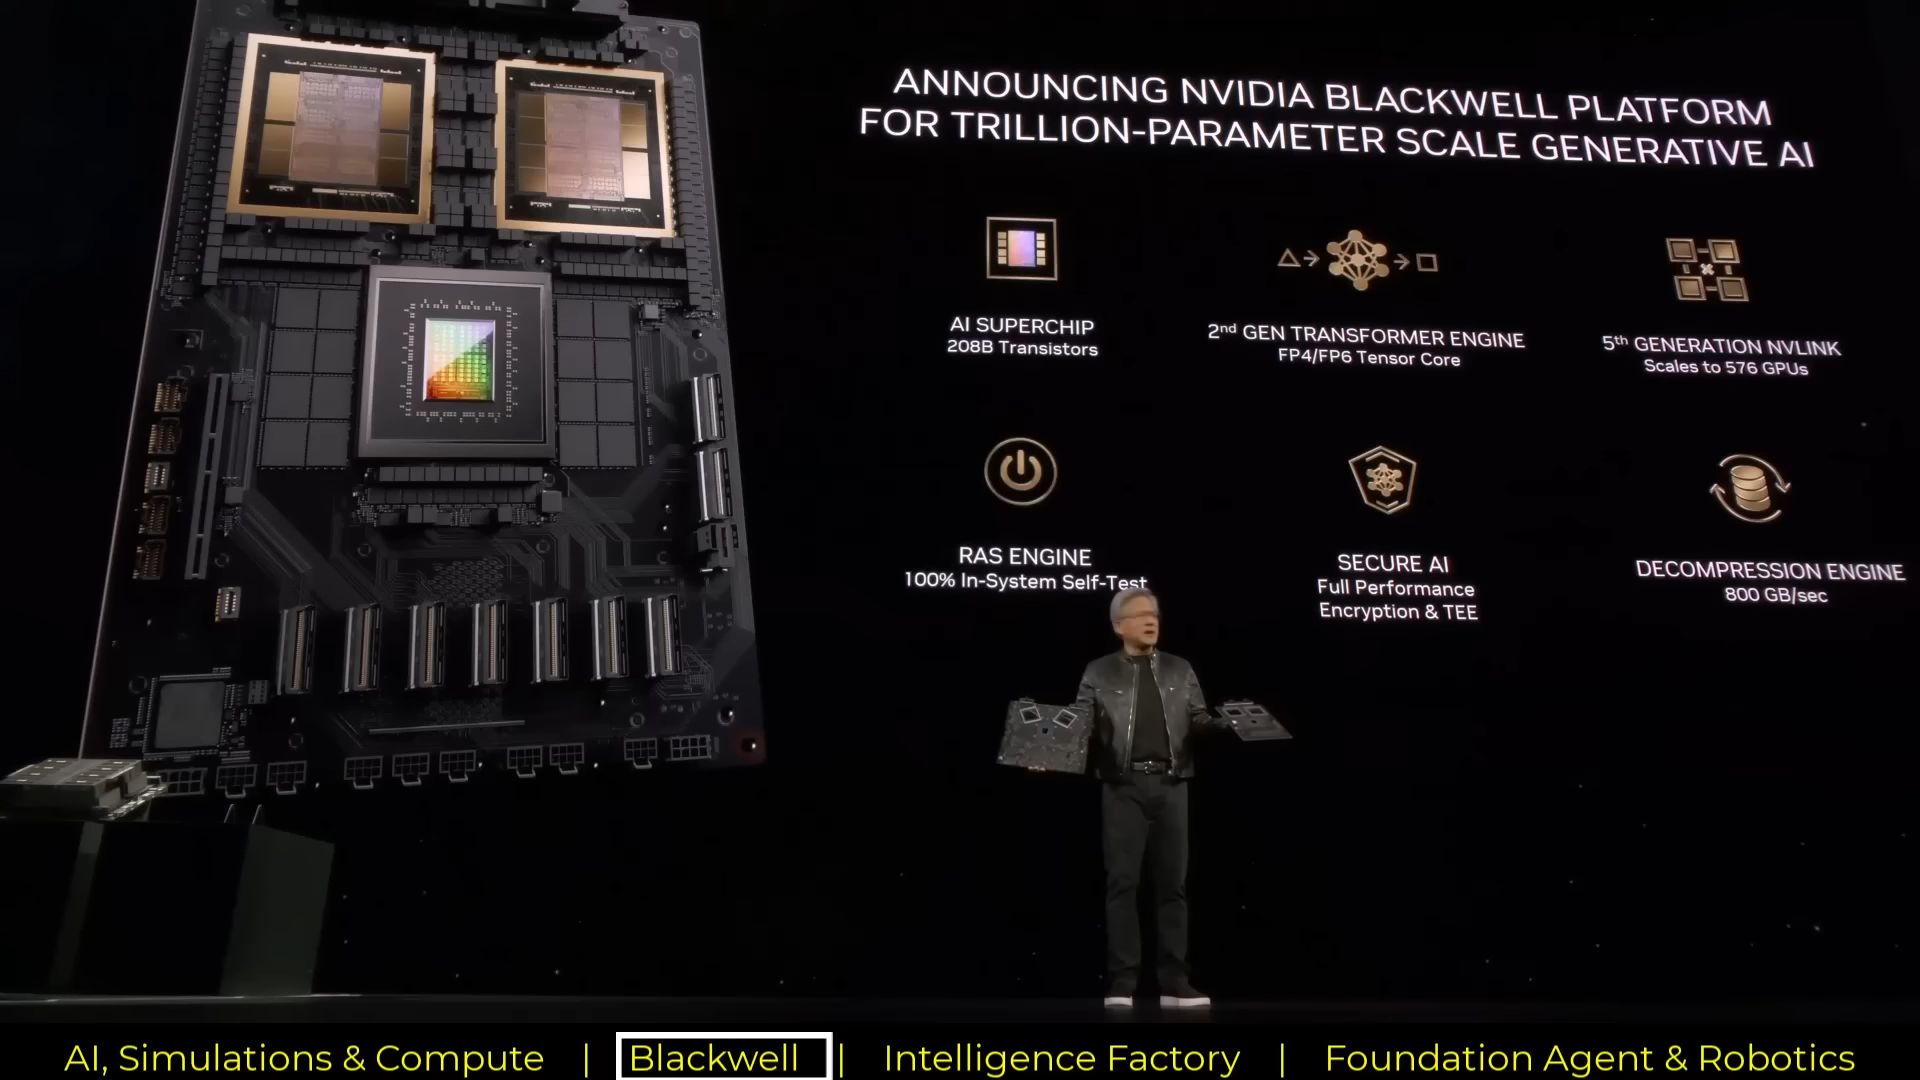 ANNOUNCING NVIDIA BLACKWELL PLATFORM
FOR TRILLION-PARAMETER SCALE GENERATIVE AI
AI SUPERCHIP
208B Transistors
2nd GEN TRANSFORMER ENGINE
FP4/FP6 Tensor Core
5th GENERATION NVLINK
Scales to 576 GPUs
RAS ENGINE
100% In-System Self-Test
SECURE AI
Full Performance
Encryption & TEE
DECOMPRESSION ENGINE
800 GB/sec
AI, Simulations & Compute | Blackwell | Intelligence Factory | Foundation Agent & Robotics